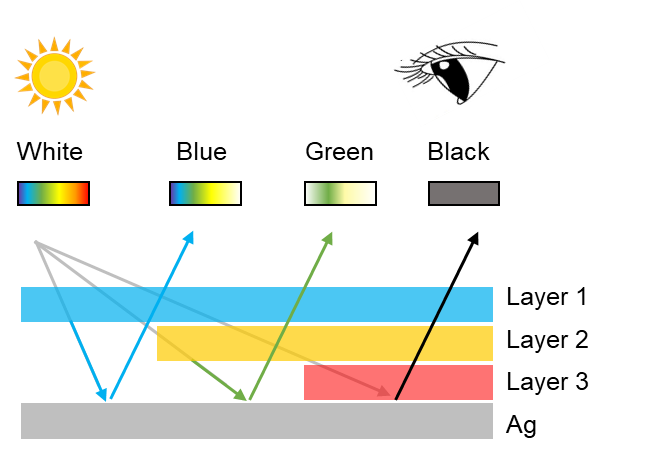 White
Blue
Green
Black
Layer 1
Layer 2
Layer 3
Ag